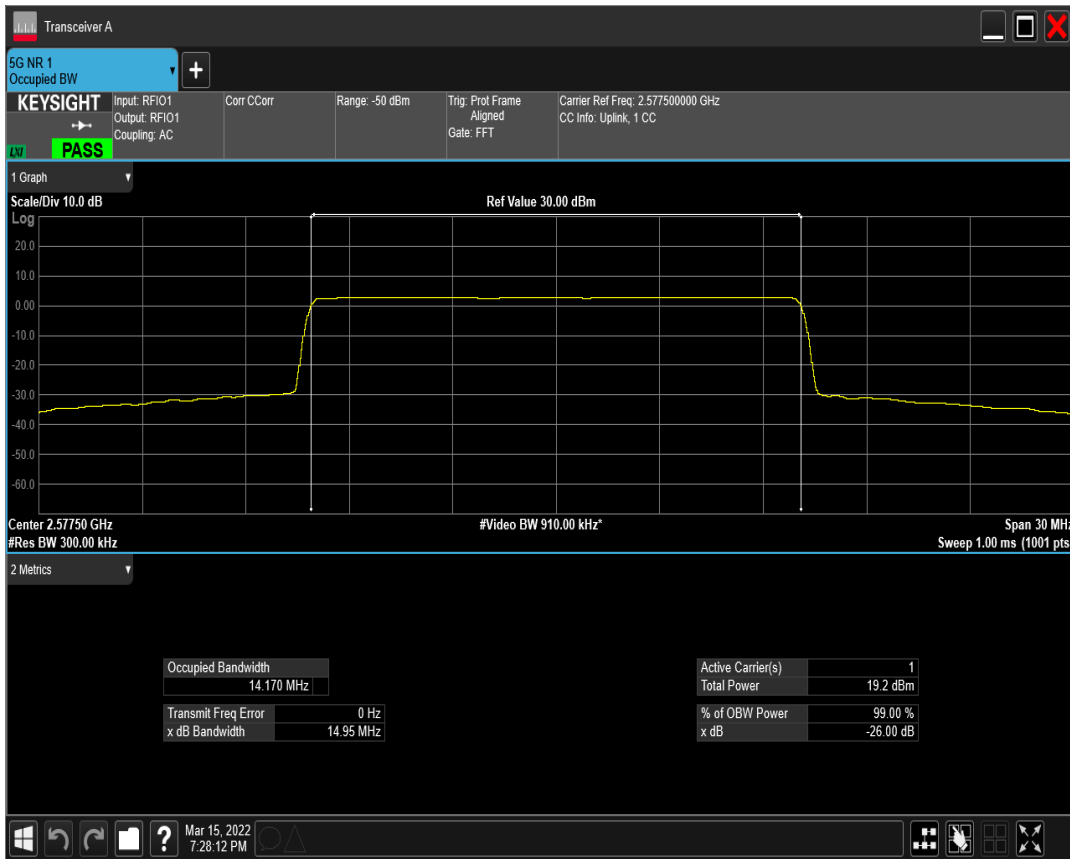 Transceiver A
5G NR 1
Occupied BW
+
KEYSIGHT
LXI
PASS
Input: RFIO1
Output: RFIO1
Coupling: AC
Corr CCorr
Range: -50 dBm
Trig: Prot Frame
Aligned
Gate: FFT
Carrier Ref Freq: 2.577500000 GHz
CC Info: Uplink, 1 CC
1 Graph
Scale/Div 10.0 dB
Ref Value 30.00 dBm
Log
20.0
10.0
0.00
-10.0
-20.0
-30.0
-40.0
-50.0
-60.0
Center 2.57750 GHz
#Video BW 910.00 kHz*
Span 30 MHz
#Res BW 300.00 kHz
Sweep 1.00 ms (1001 pts
2 Metrics
Occupied Bandwidth
14.170 MHz
Transmit Freq Error 0 Hz
x dB Bandwidth 14.95 MHz
Active Carrier(s) 1
Total Power 19.2 dBm
% of OBW Power 99.00 %
x dB -26.00 dB
?
Mar 15, 2022
7:28:12 PM